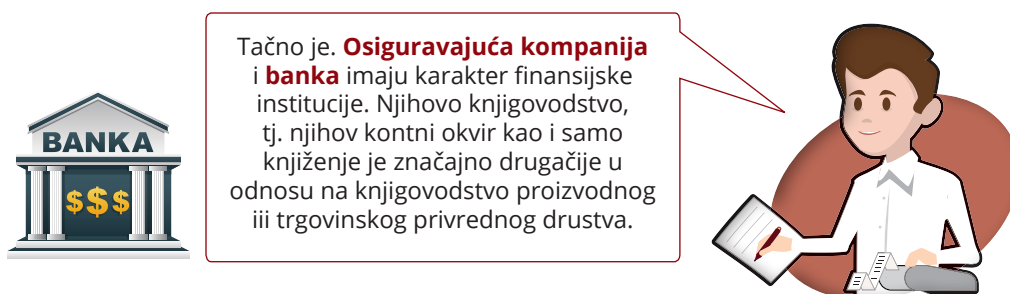 BANKA
$$$
Tačno je. Osiguravajuća kompanija
i banka imaju karakter finansijske
institucije. Njihovo knjigovodstvo,
tj. njihov kontni okvir kao i samo
knjiženje je značajno drugačije u
odnosu na knjigovodstvo proizvodnog
iii trgovinskog privrednog drustva.